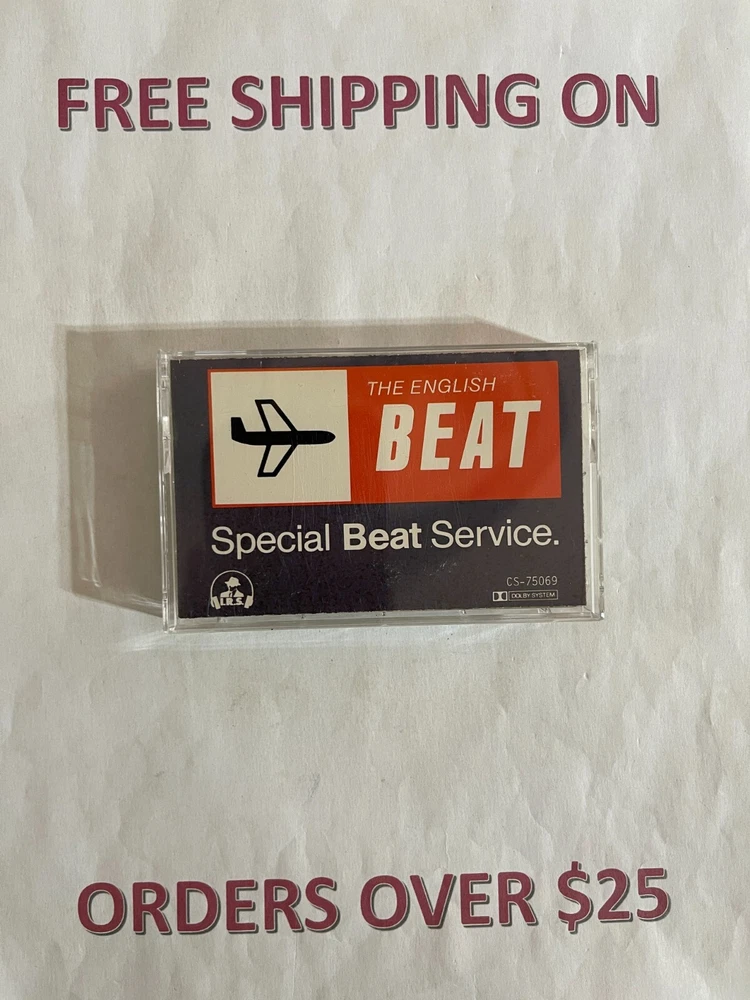 FREE SHIPPING ON
THE ENGLISH
BEAT
Special Beat Service.
I.R.S.
CS-75069
DOLBY SYSTEM
ORDERS OVER $25